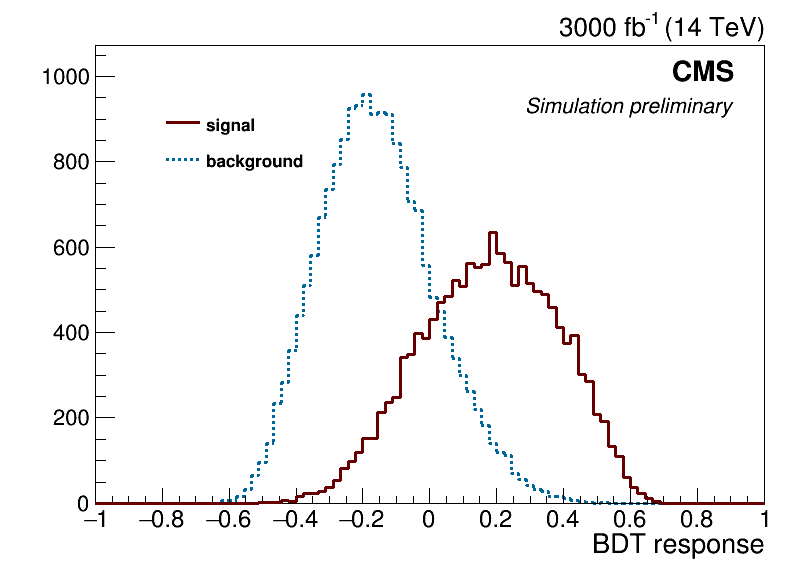 3000 fb⁻¹ (14 TeV)
CMS
Simulation preliminary
signal
background
1000
800
600
400
200
0
−1 −0.8 −0.6 −0.4 −0.2 0 0.2 0.4 0.6 0.8 1
BDT response